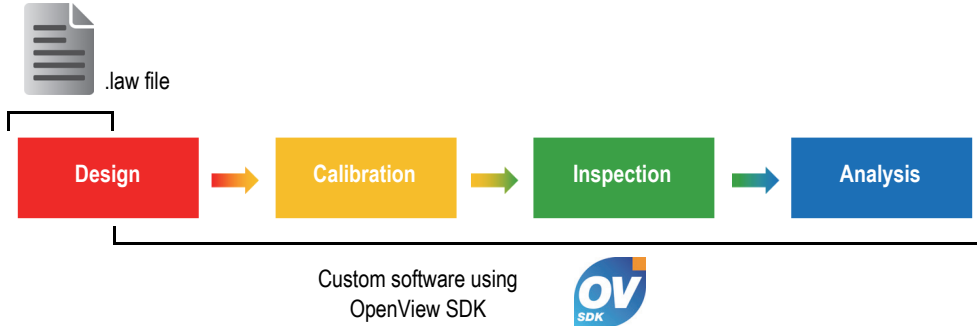 .law file
Design
Calibration
Inspection
Analysis
Custom software using
OpenView SDK
OV
SDK